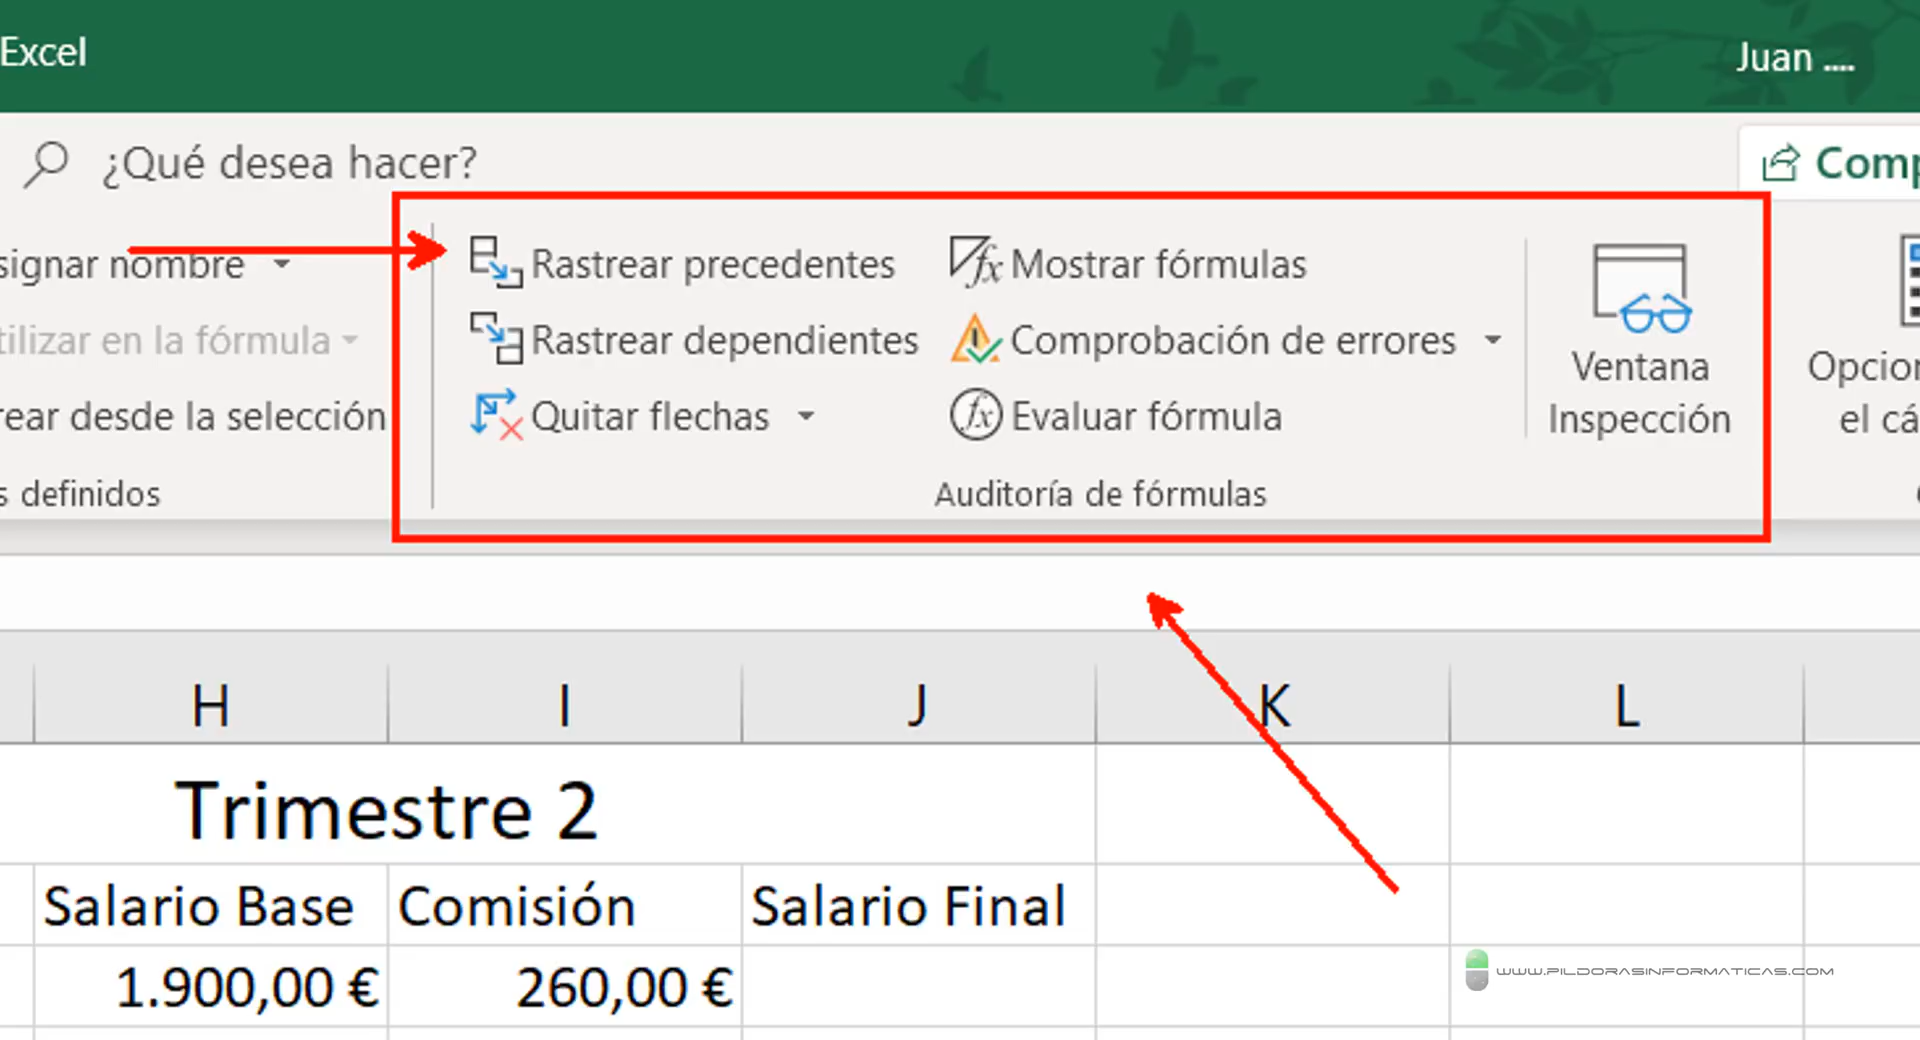 Excel
Juan ....
¿Qué desea hacer?
Comp
signar nombre
Rastrear precedentes
Mostrar fórmulas
tilizar en la fórmula
Rastrear dependientes
Comprobación de errores
rear desde la selección
Quitar flechas
Evaluar fórmula
Ventana
Inspección
Opcion
el cá
s definidos
Auditoría de fórmulas
H I J K L
Trimestre 2
Salario Base Comisión Salario Final
1.900,00 € 260,00 €
WWW.PILDORASINFORMATICAS.COM